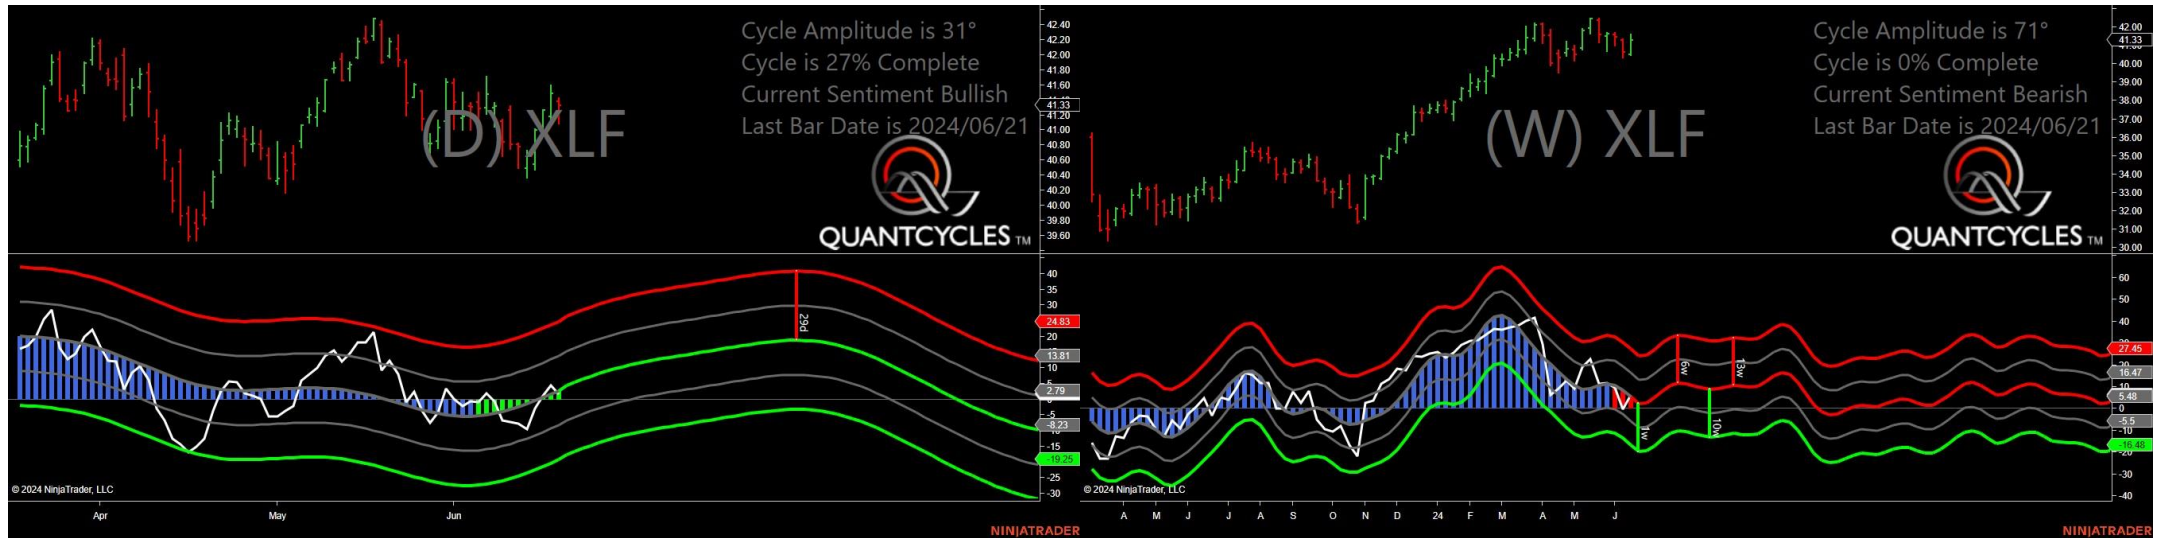 Cycle Amplitude is 31°
Cycle is 27% Complete
Current Sentiment Bullish
Last Bar Date is 2024/06/21
(D) XLF
QUANTCYCLES TM
42.40
42.20
42.00
41.80
41.60
41.33
41.20
41.00
40.80
40.60
40.40
40.20
40.00
39.80
39.60
29d
40
35
30
24.83
20
13.81
10
2.79
-5
-8.23
-15
-19.25
-25
-30
© 2024 NinjaTrader, LLC
Apr May Jun
NINJATRADER
Cycle Amplitude is 71°
Cycle is 0% Complete
Current Sentiment Bearish
Last Bar Date is 2024/06/21
(W) XLF
QUANTCYCLES TM
42.00
41.33
40.00
38.00
37.00
36.00
35.00
34.00
33.00
32.00
31.00
30.00
6w
13w
1w
10w
60
50
40
27.45
16.47
5.48
0
-5.5
-10
-16.48
-30
-40
© 2024 NinjaTrader, LLC
A M J J A S O N D 24 F M A M J
NINJATRADER